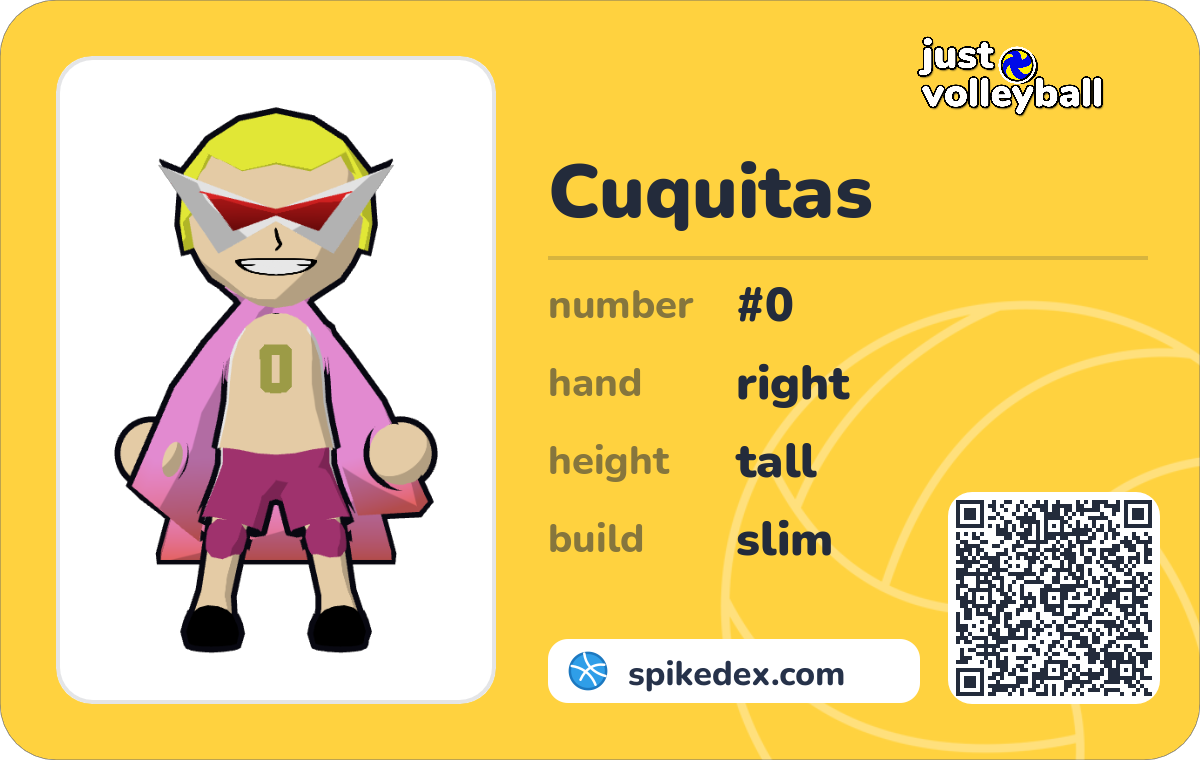 just
volleyball
Cuquitas
number #0
hand right
height tall
build slim
0
spikedex.com